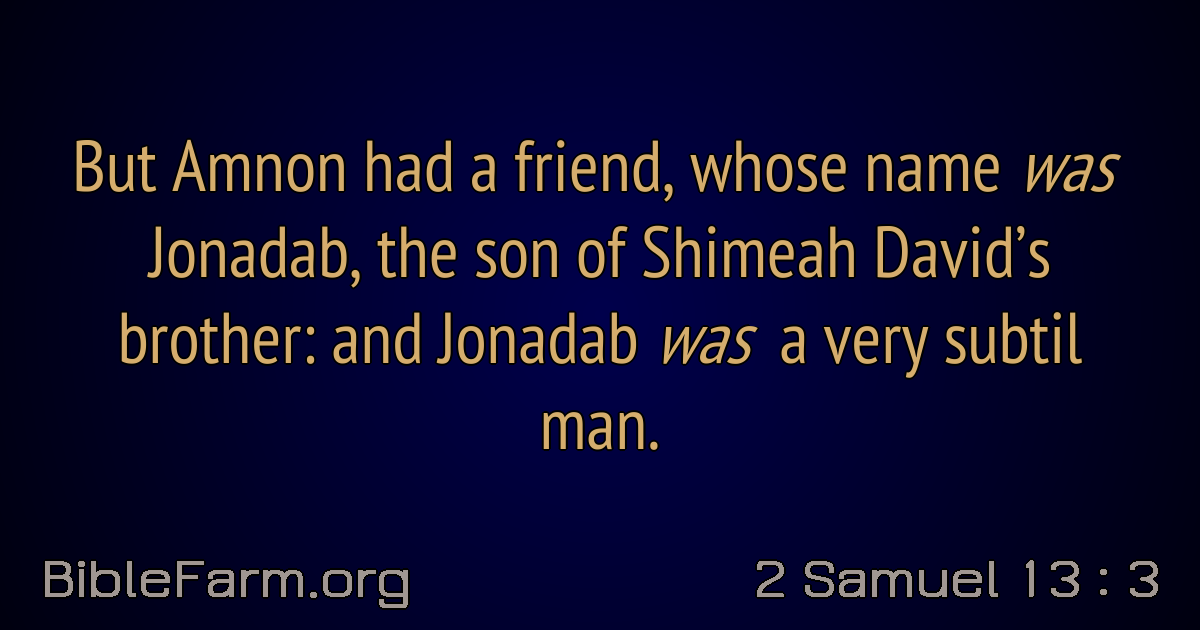 But Amnon had a friend, whose name was
Jonadab, the son of Shimeah David’s
brother: and Jonadab was a very subtil
man.
BibleFarm.org
2 Samuel 13 : 3